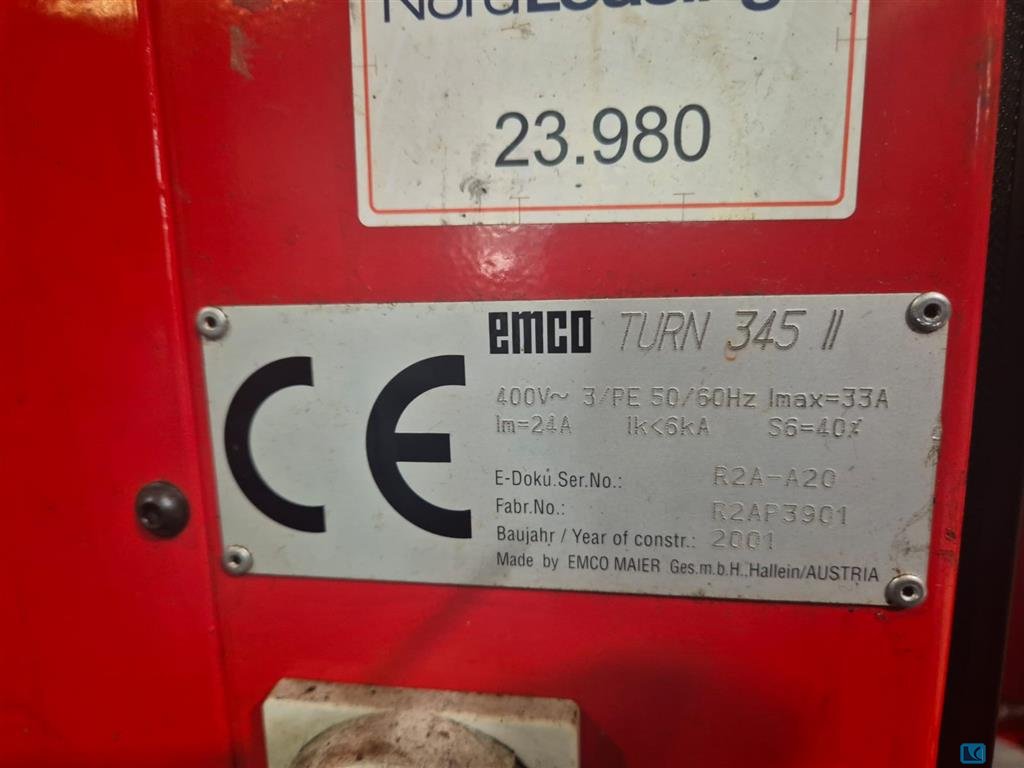 NordLeasing
23.980
emco TURN 345 II
CE
400V~ 3/PE 50/60Hz Imax=33A
Im=24A Ik<6kA S6=40%
E-Doku.Ser.No.: R2A-A20
Fabr.No.: R2AP3901
Baujahr / Year of constr.: 2001
Made by EMCO MAIER Ges.m.b.H., Hallein/AUSTRIA